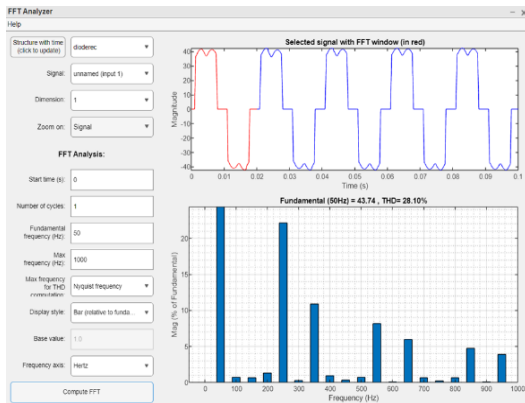 FFT Analyzer
Help
Structure with time
(click to update)
dioderec
Signal:
unnamed (input 1)
Dimension:
1
Zoom on:
Signal
FFT Analysis:
Start time (s):
0
Number of cycles:
1
Fundamental
frequency (Hz):
50
Max
frequency (Hz):
1000
Max frequency
for THD
computation:
Nyquist frequency
Display style:
Bar (relative to funda...
Base value:
1.0
Frequency axis:
Hertz
Compute FFT
Selected signal with FFT window (in red)
Magnitude
40
30
20
10
0
-10
-20
-30
-40
0 0.01 0.02 0.03 0.04 0.05 0.06 0.07 0.08 0.09 0.1
Time (s)
Fundamental (50Hz) = 43.74 , THD= 28.10%
Mag (% of Fundamental)
20
15
10
5
0
0 100 200 300 400 500 600 700 800 900 1000
Frequency (Hz)